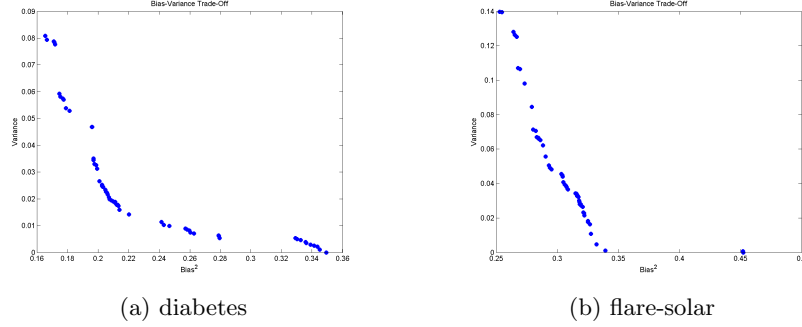 Bias-Variance Trade-Off
0.09
0.08
0.07
0.06
0.05
0.04
0.03
0.02
0.01
0
Variance
0.16 0.18 0.2 0.22 0.24 0.26 0.28 0.3 0.32 0.34 0.36
Bias2
(a) diabetes
Bias-Variance Trade-Off
0.14
0.12
0.1
0.08
0.06
0.04
0.02
0
Variance
0.25 0.3 0.35 0.4 0.45
Bias2
(b) flare-solar